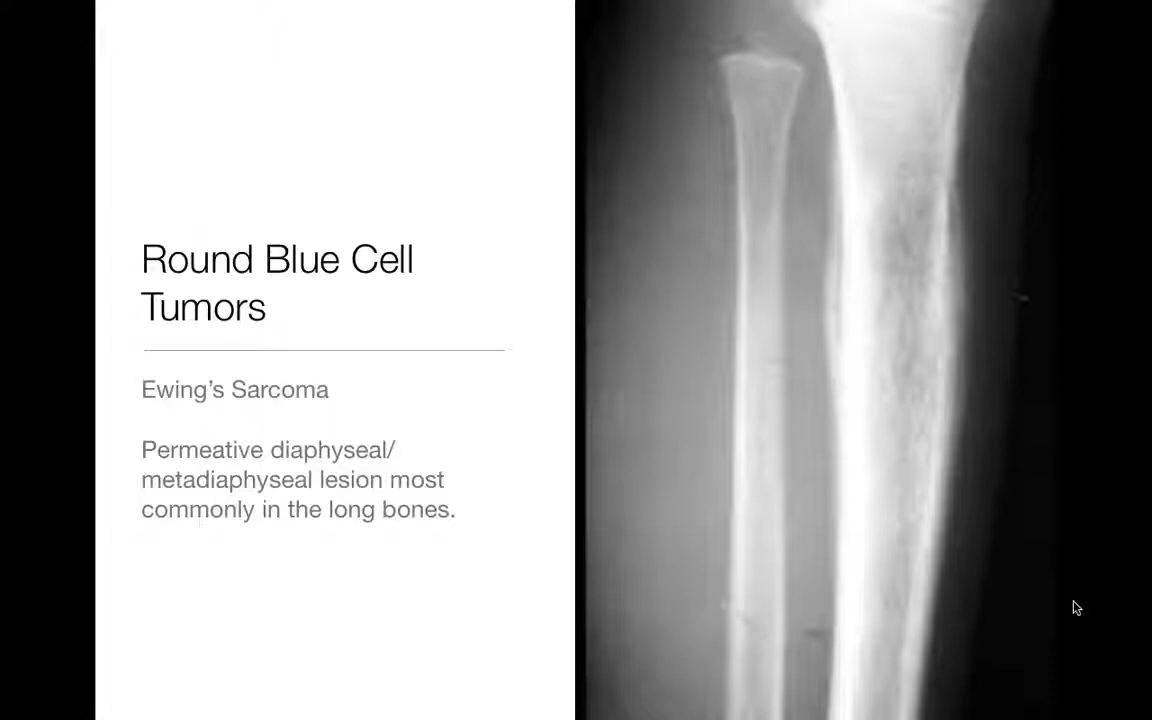 Round Blue Cell
Tumors
Ewing’s Sarcoma
Permeative diaphyseal/
metadiaphyseal lesion most
commonly in the long bones.